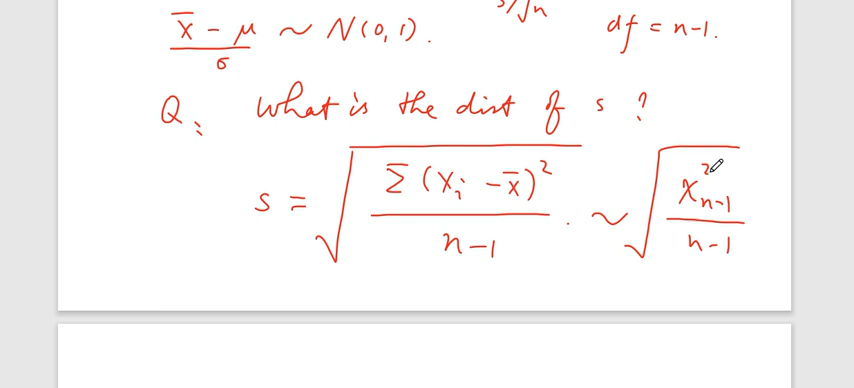 x̄ - μ / σ ~ N(0,1). s/√n df = n-1.
Q: What is the dist of s ?
s = √( Σ (xᵢ - x̄)² / n-1 ) . ~ √( χ²ₙ₋₁ / n-1 )